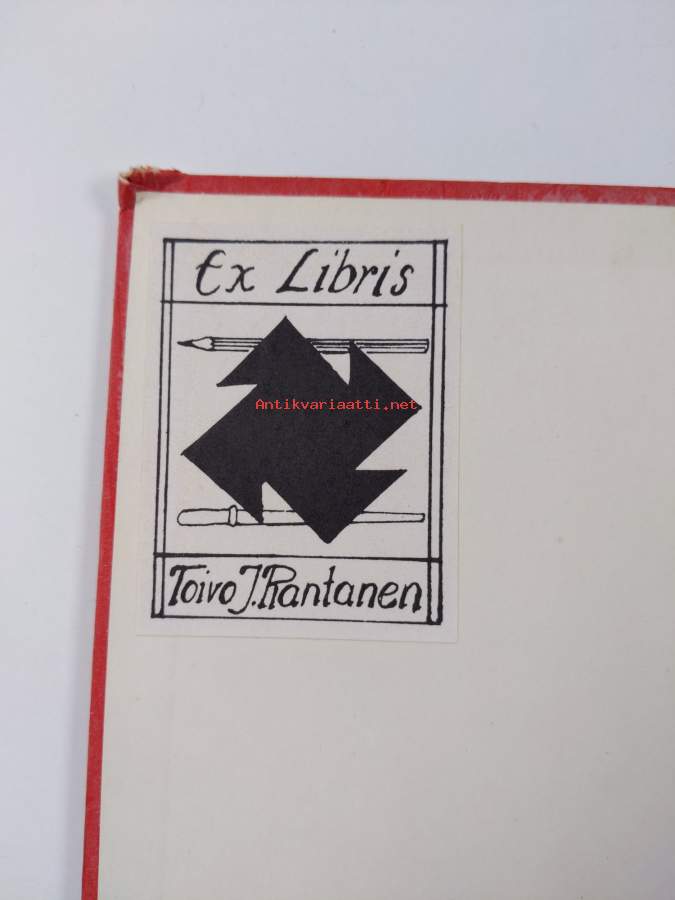 Ex Libris
Antikvariaatti.net
Toivo J. Rantanen